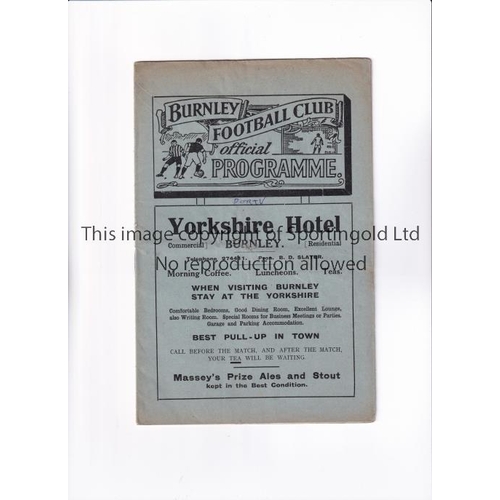 BURNLEY
FOOTBALL CLUB
official
PROGRAMME.
Yorkshire Hotel
This image copyright of Sportingold Ltd
Commercial] BURNLEY. [Residential
No reproduction allowed
Morning Coffee. Luncheons. Teas.
WHEN VISITING BURNLEY
STAY AT THE YORKSHIRE
Comfortable Bedrooms, Good Dining Room, Excellent Lounge,
also Writing Room. Special Rooms for Business Meetings or Parties.
Garage and Parking Accommodation.
BEST PULL-UP IN TOWN
CALL BEFORE THE MATCH, AND AFTER THE MATCH,
YOUR TEA WILL BE WAITING
Massey's Prize Ales and Stout
kept in the Best Condition.